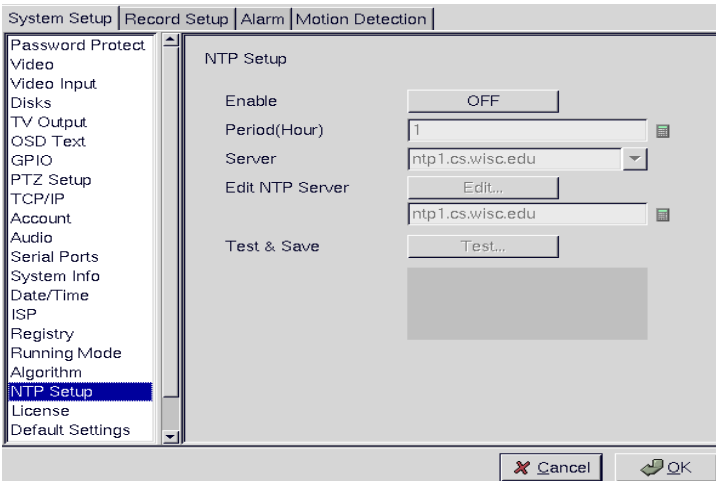 System Setup Record Setup Alarm Motion Detection
Password Protect
Video
Video Input
Disks
TV Output
OSD Text
GPIO
PTZ Setup
TCP/IP
Account
Audio
Serial Ports
System Info
Date/Time
ISP
Registry
Running Mode
Algorithm
NTP Setup
License
Default Settings
NTP Setup
Enable OFF
Period(Hour) 1
Server ntp1.cs.wisc.edu
Edit NTP Server Edit...
ntp1.cs.wisc.edu
Test & Save Test...
Cancel OK